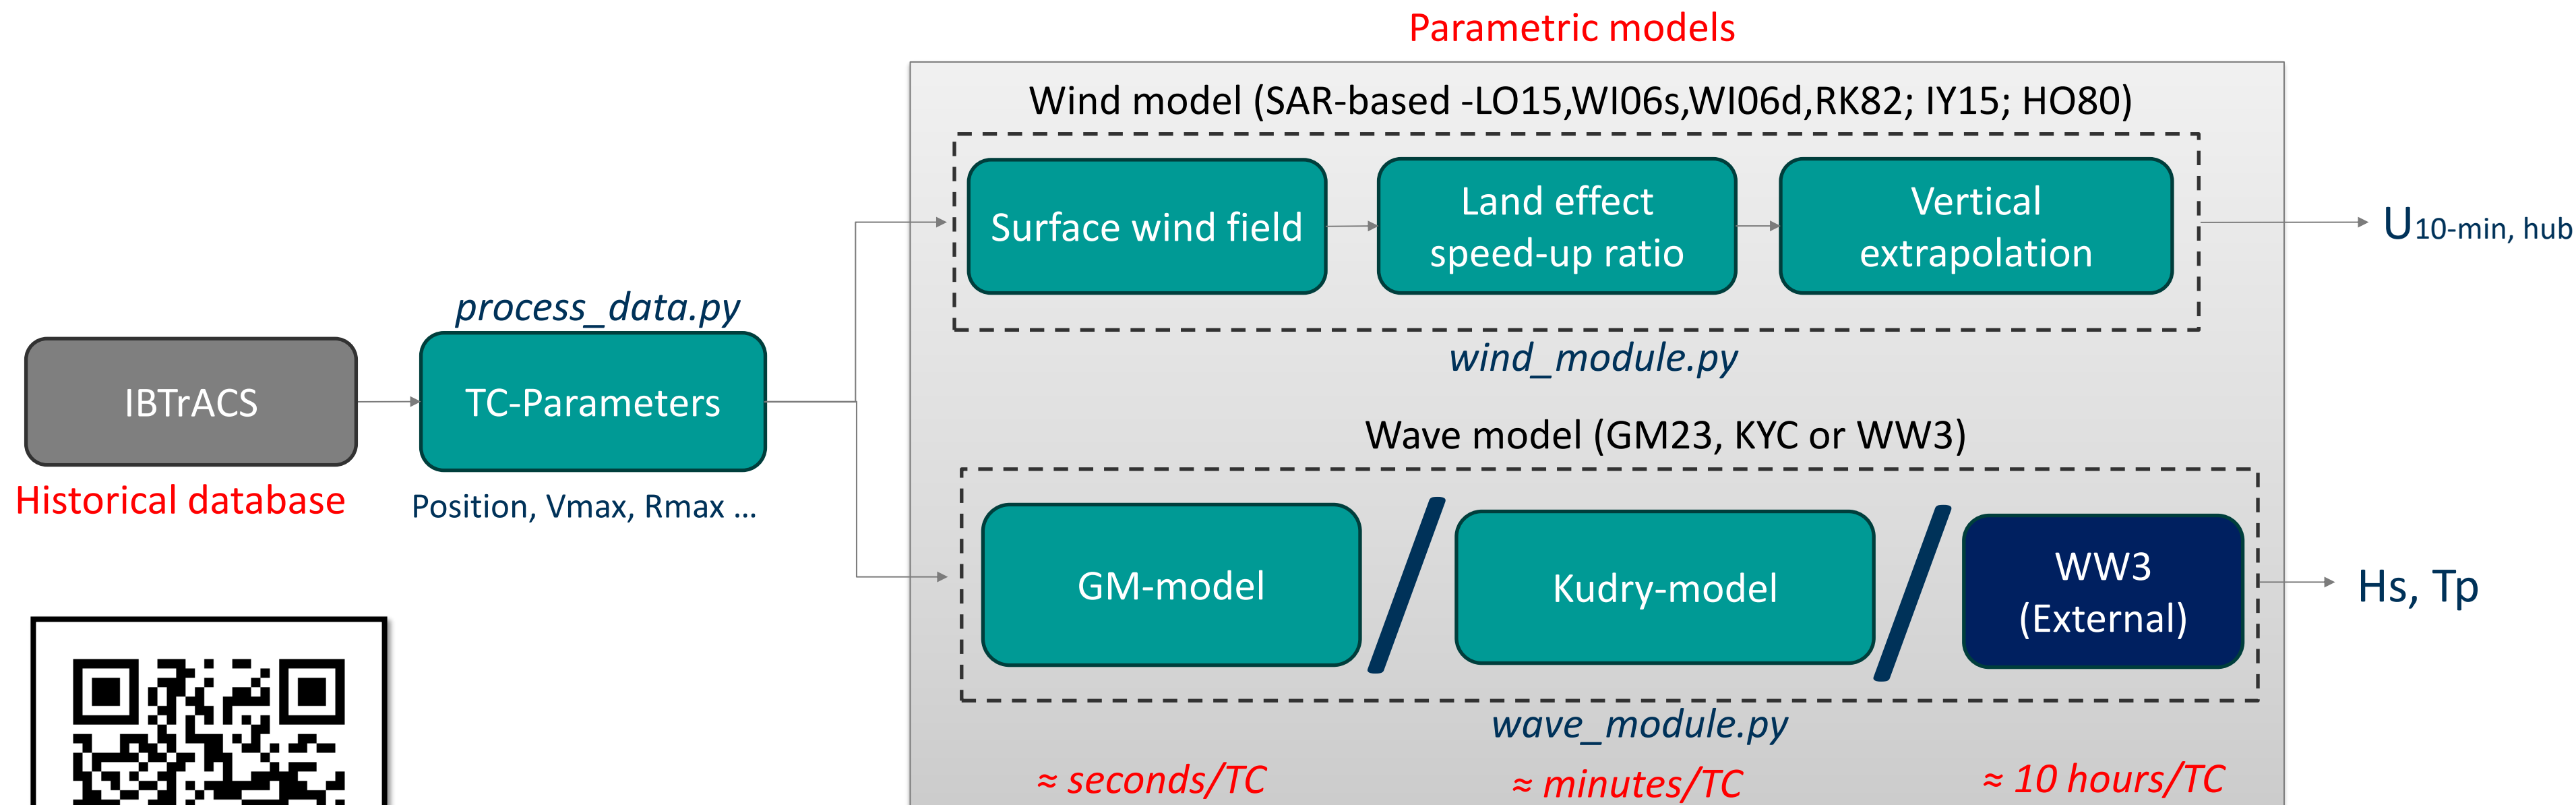 Parametric models
Wind model (SAR-based -LO15,WI06s,WI06d,RK82; IY15; HO80)
Surface wind field
Land effect
speed-up ratio
Vertical
extrapolation
U10-min, hub
wind_module.py
process_data.py
IBTrACS
TC-Parameters
Historical database
Position, Vmax, Rmax ...
Wave model (GM23, KYC or WW3)
GM-model
/
Kudry-model
/
WW3
(External)
Hs, Tp
wave_module.py
≈ seconds/TC
≈ minutes/TC
≈ 10 hours/TC